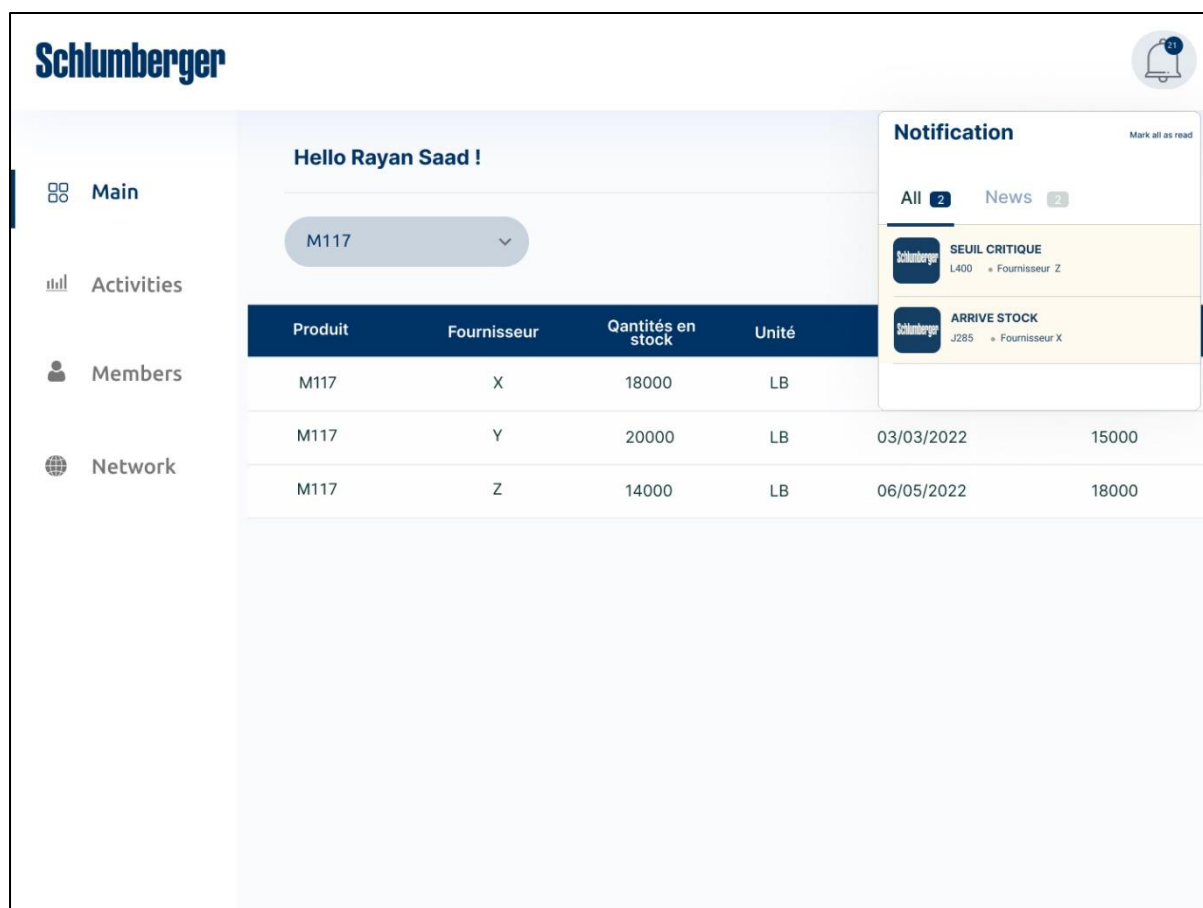 Schlumberger
21
Notification
Mark all as read
Hello Rayan Saad !
All 2 News 2
Main
M117
Schlumberger
SEUIL CRITIQUE
L400 Fournisseur Z
Activities
Schlumberger
ARRIVE STOCK
J285 Fournisseur X
Produit Fournisseur Qantités en stock Unité
M117 X 18000 LB
Members
M117 Y 20000 LB 03/03/2022 15000
Network
M117 Z 14000 LB 06/05/2022 18000